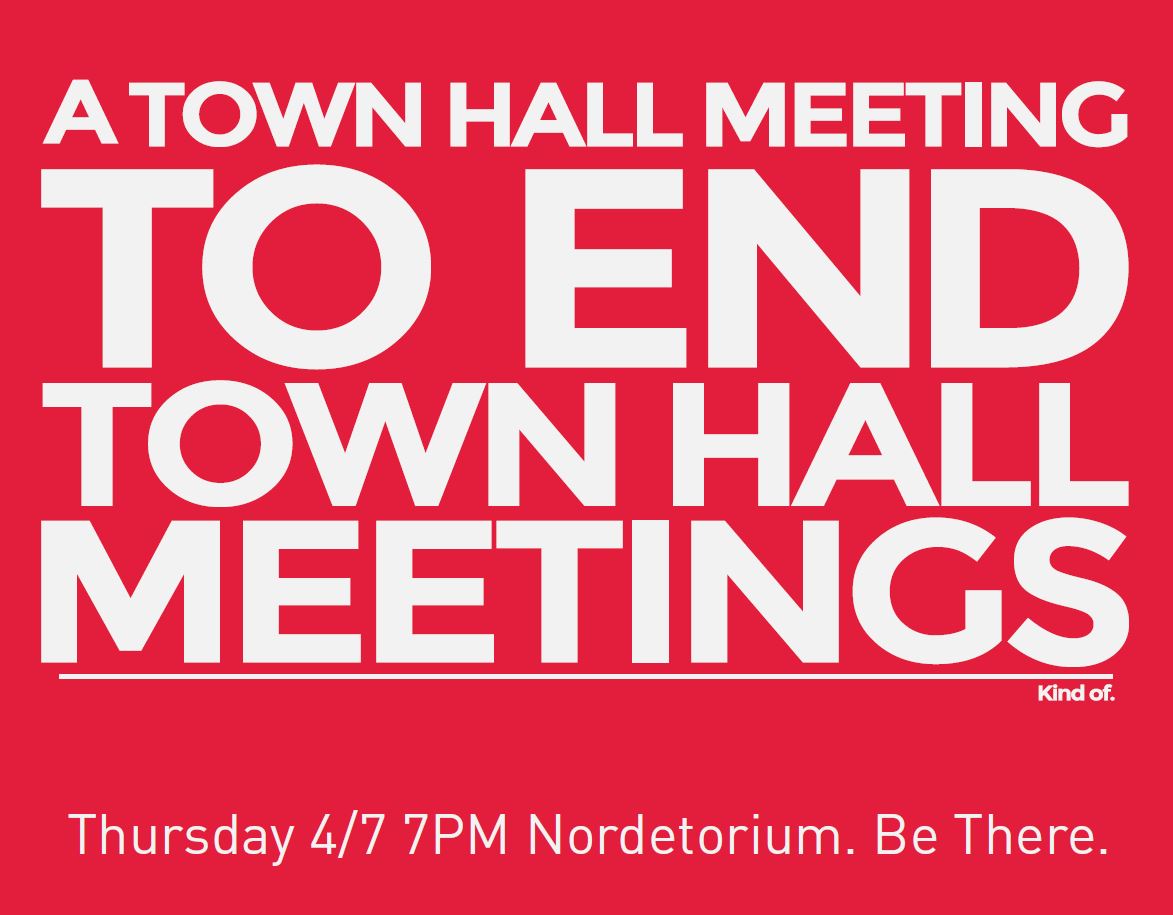 A TOWN HALL MEETING
TO END
TOWN HALL
MEETINGS
Kind of.
Thursday 4/7 7PM Nordetorium. Be There.